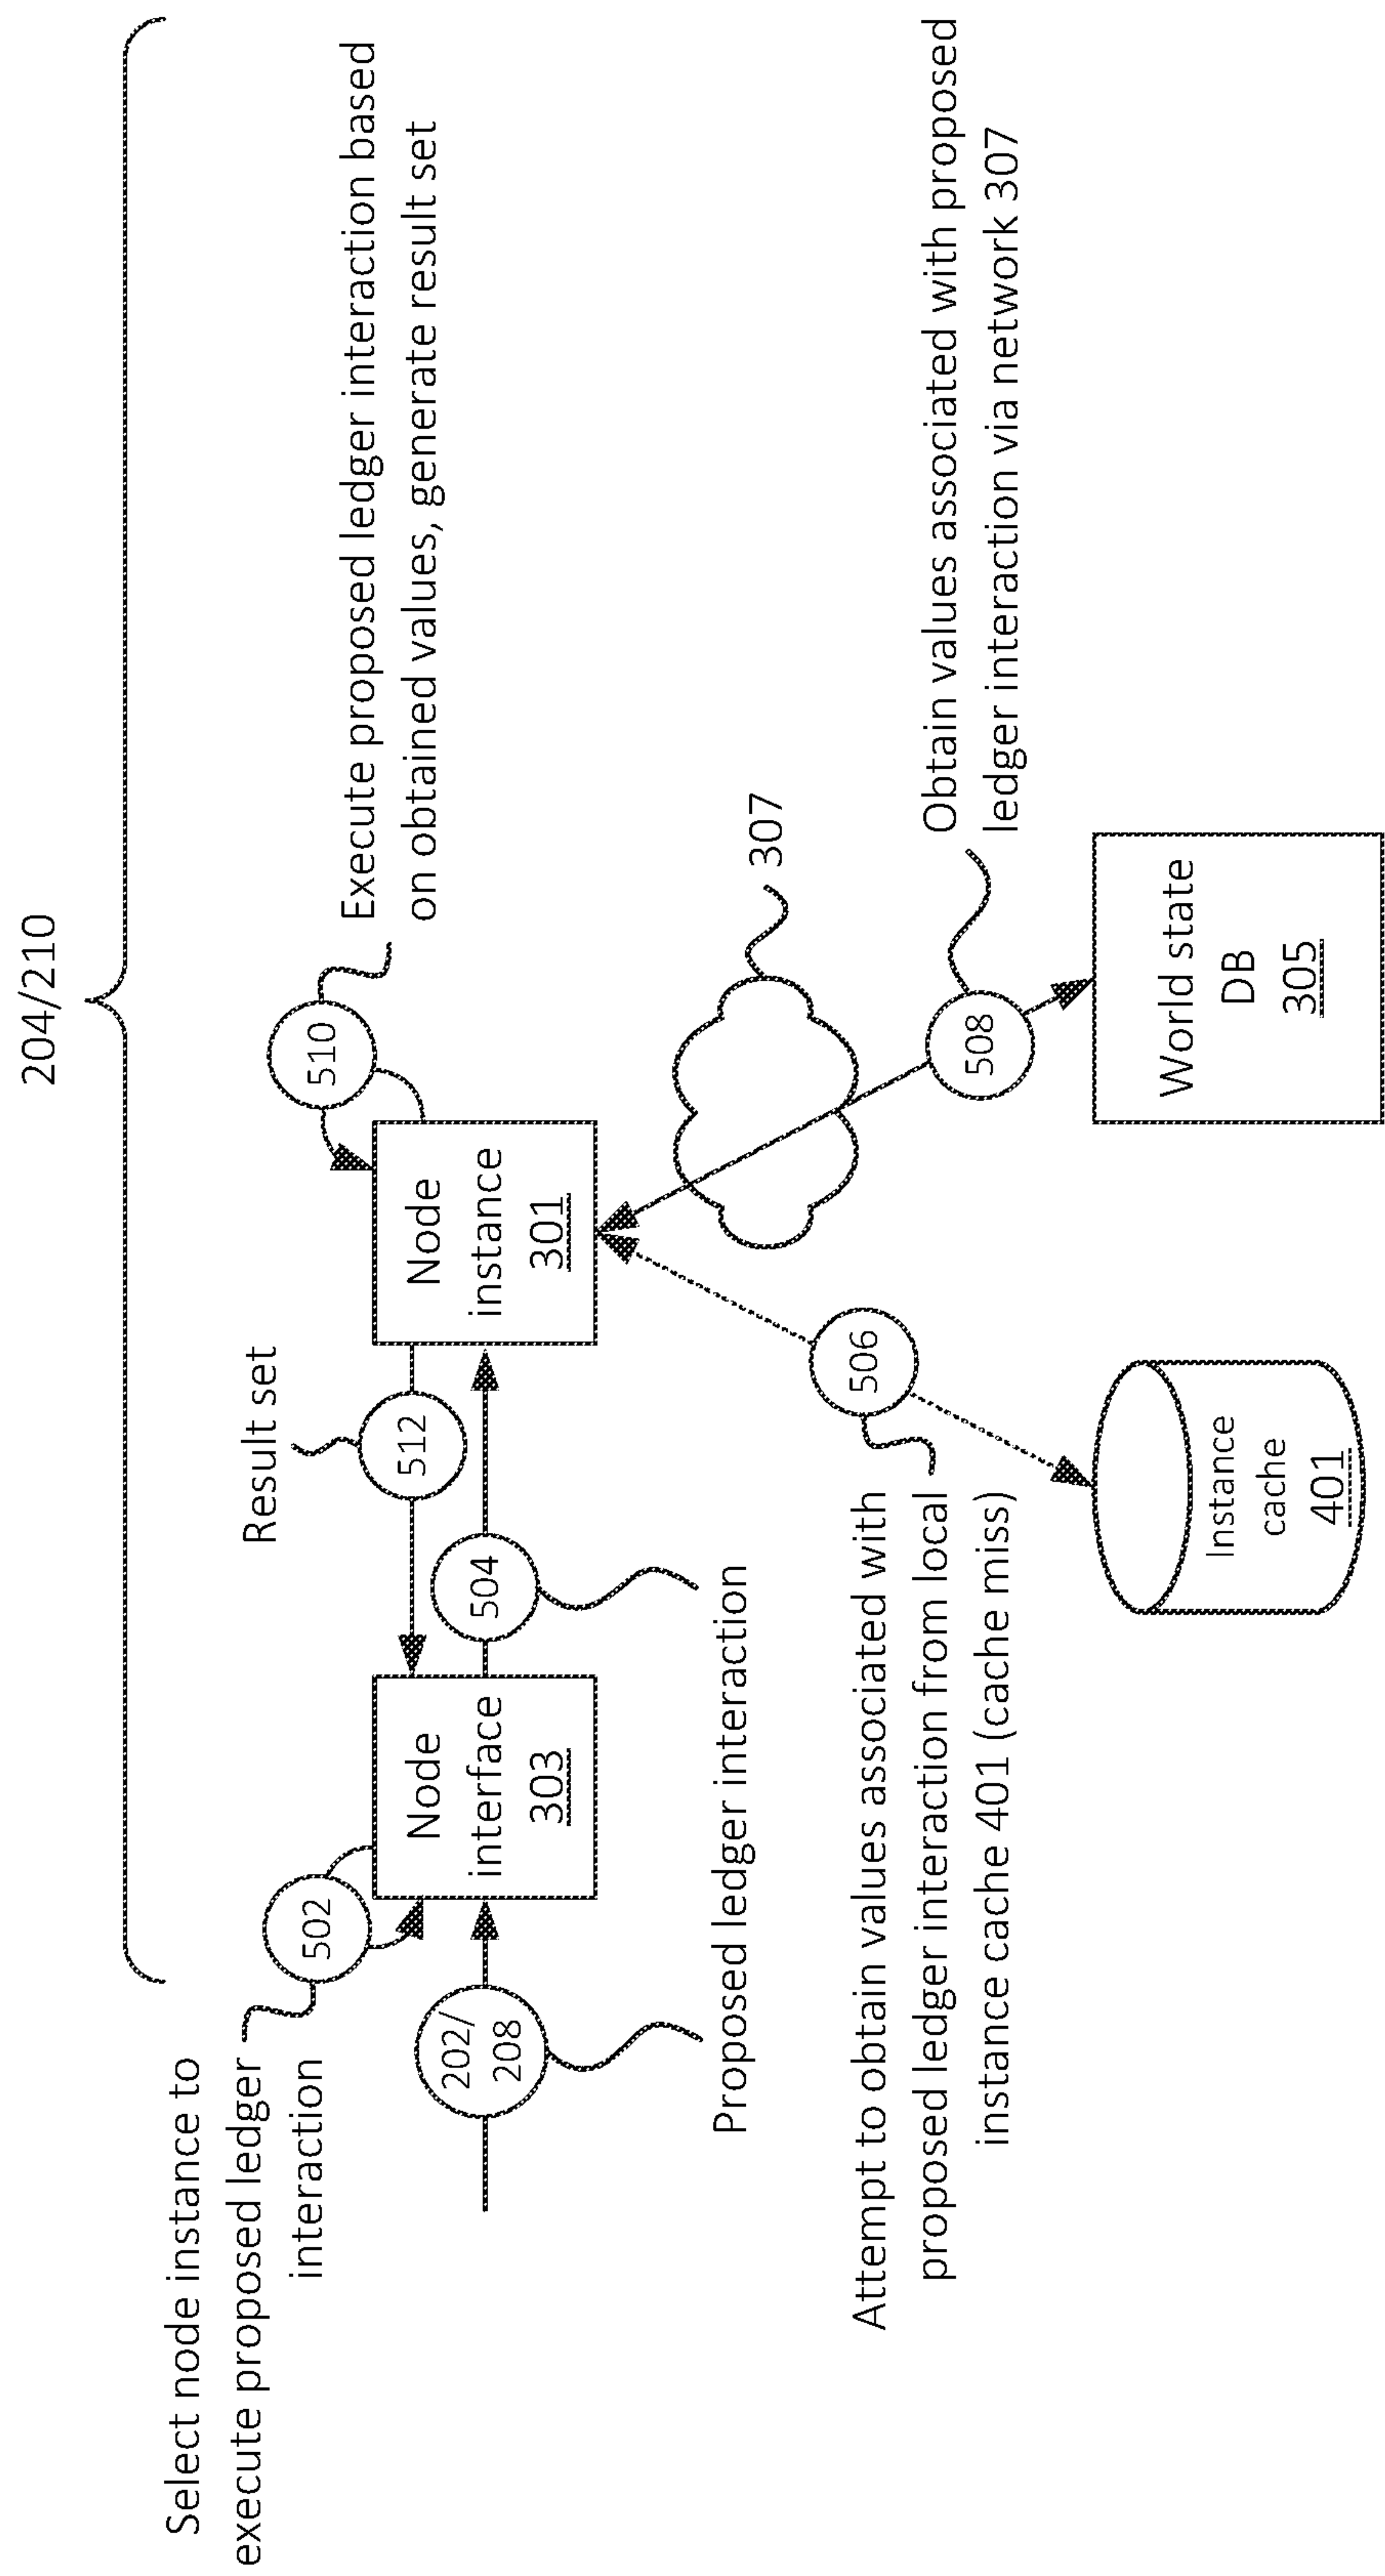 204/210
Select node instance to
execute proposed ledger
interaction
502
Result set
512
510
Execute proposed ledger interaction based
on obtained values, generate result set
202/
208
Node
interface
303
504
Node
instance
301
Proposed ledger interaction
Proposed ledger interaction
307
Attempt to obtain values associated with
proposed ledger interaction from local
instance cache 401 (cache miss)
506
508
Obtain values associated with proposed
ledger interaction via network 307
Instance
cache
401
World state
DB
305